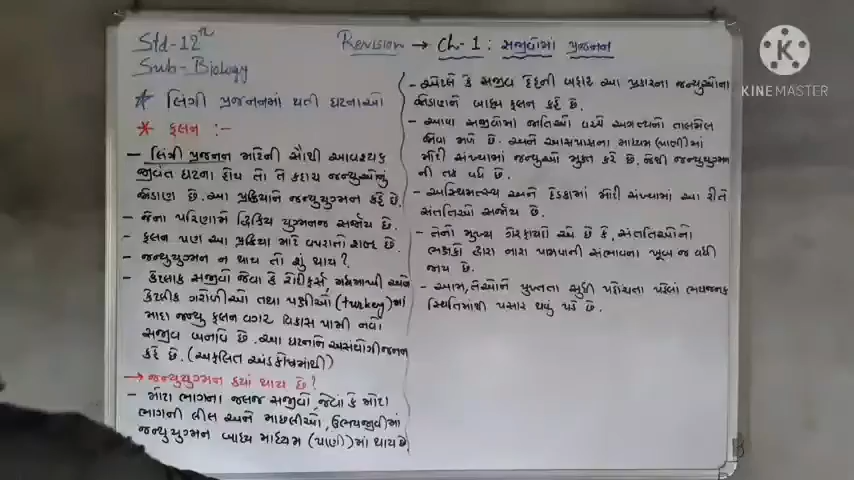 Std-12th
Sub-Biology
Revision → Ch-1 : સજીવોમાં પ્રજનન
* લિંગી પ્રજનનમાં થતી ઘટનાઓ
* ફલન :-
- લિંગી પ્રજનન માટેની સૌથી આવશ્યક
જીવંત ઘટના હોય તો તે કદાચ જન્યુઓનું
જોડાણ છે. આ પ્રક્રિયાને જન્યુયુગ્મન કહે છે.
- જેના પરિણામે દ્વિકિય યુગ્મનજ સર્જાય છે.
- ફલન પણ આ પ્રક્રિયા માટે વપરાતો શબ્દ છે.
- જન્યુયુગ્મન ન થાય તો શું થાય?
- કેટલાક સજીવો જેવા કે રોટીફર્સ, મધમાખી અને
કેટલીક ગરોળીઓ તથા પક્ષીઓ (turkey)માં
માદા જન્યુ ફલન વગર વિકાસ પામી નવો
સજીવ બનાવે છે. આ ઘટનાને અસંયોગીજનન
કહે છે. (અફલિત અંડકોષમાંથી)
→ જન્યુયુગ્મન ક્યાં થાય છે?
- મોટા ભાગના જલજ સજીવો, જેવા કે મોટા
ભાગની લીલ અને માછલીઓ, ઉભયજીવીમાં
જન્યુયુગ્મન બાહ્ય માધ્યમ (પાણી)માં થાય છે
- એટલે કે સજીવ દેહની બહાર આ પ્રકારના જન્યુઓના
જોડાણને બાહ્ય ફલન કહે છે.
- આવા સજીવોમાં જાતિઓ વચ્ચે અગત્યનો તાલમેલ
જોવા મળે છે. અને આસપાસના માધ્યમ (પાણી)માં
મોટી સંખ્યામાં જન્યુઓ મુક્ત કરે છે. જેથી જન્યુયુગ્મન
ની તક વધે છે.
- અસ્થિમત્સ્ય અને દેડકામાં મોટી સંખ્યામાં આ રીતે
સંતતિઓ સર્જાય છે.
- તેનો મુખ્ય ગેરફાયદો એ છે કે, સંતતિઓનો
ભક્ષકો દ્વારા નાશ પામવાની સંભાવના ખૂબ જ વધી
જાય છે.
- આમ, તેઓને પુખ્તતા સુધી પહોંચતા પહેલાં ભયજનક
સ્થિતિમાંથી પસાર થવું પડે છે.
K
KINEMASTER